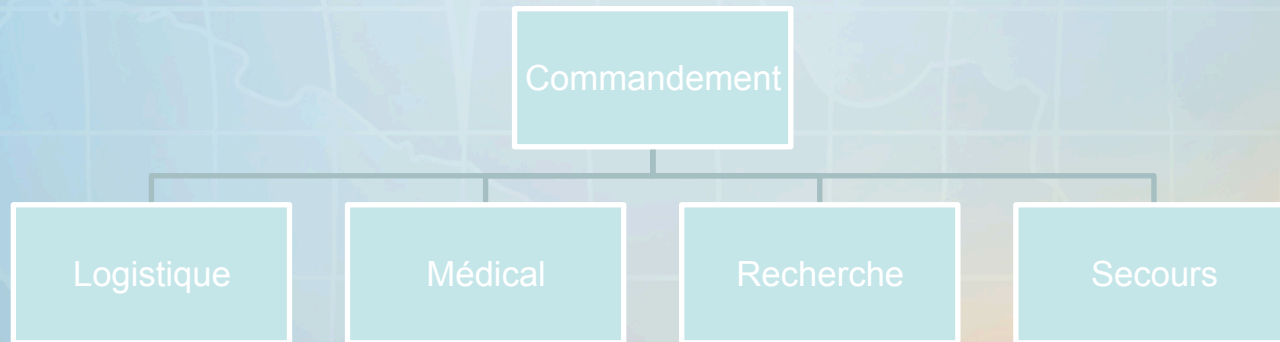 Commandement
Logistique
Médical
Recherche
Secours